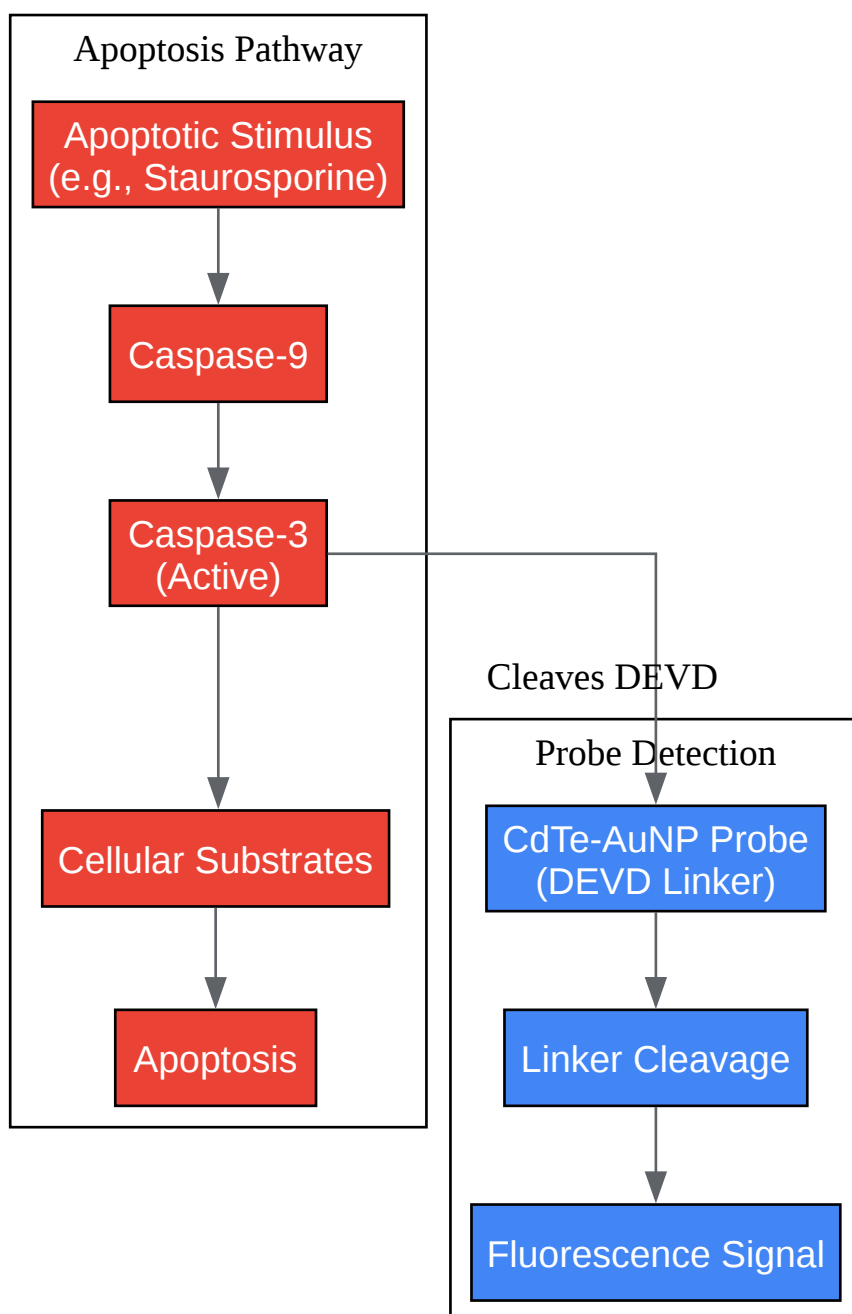 Apoptosis Pathway
Apoptotic Stimulus
(e.g., Staurosporine)
Caspase-9
Caspase-3
(Active)
Cellular Substrates
Apoptosis
Cleaves DEVD
Probe Detection
CdTe-AuNP Probe
(DEVD Linker)
Linker Cleavage
Fluorescence Signal